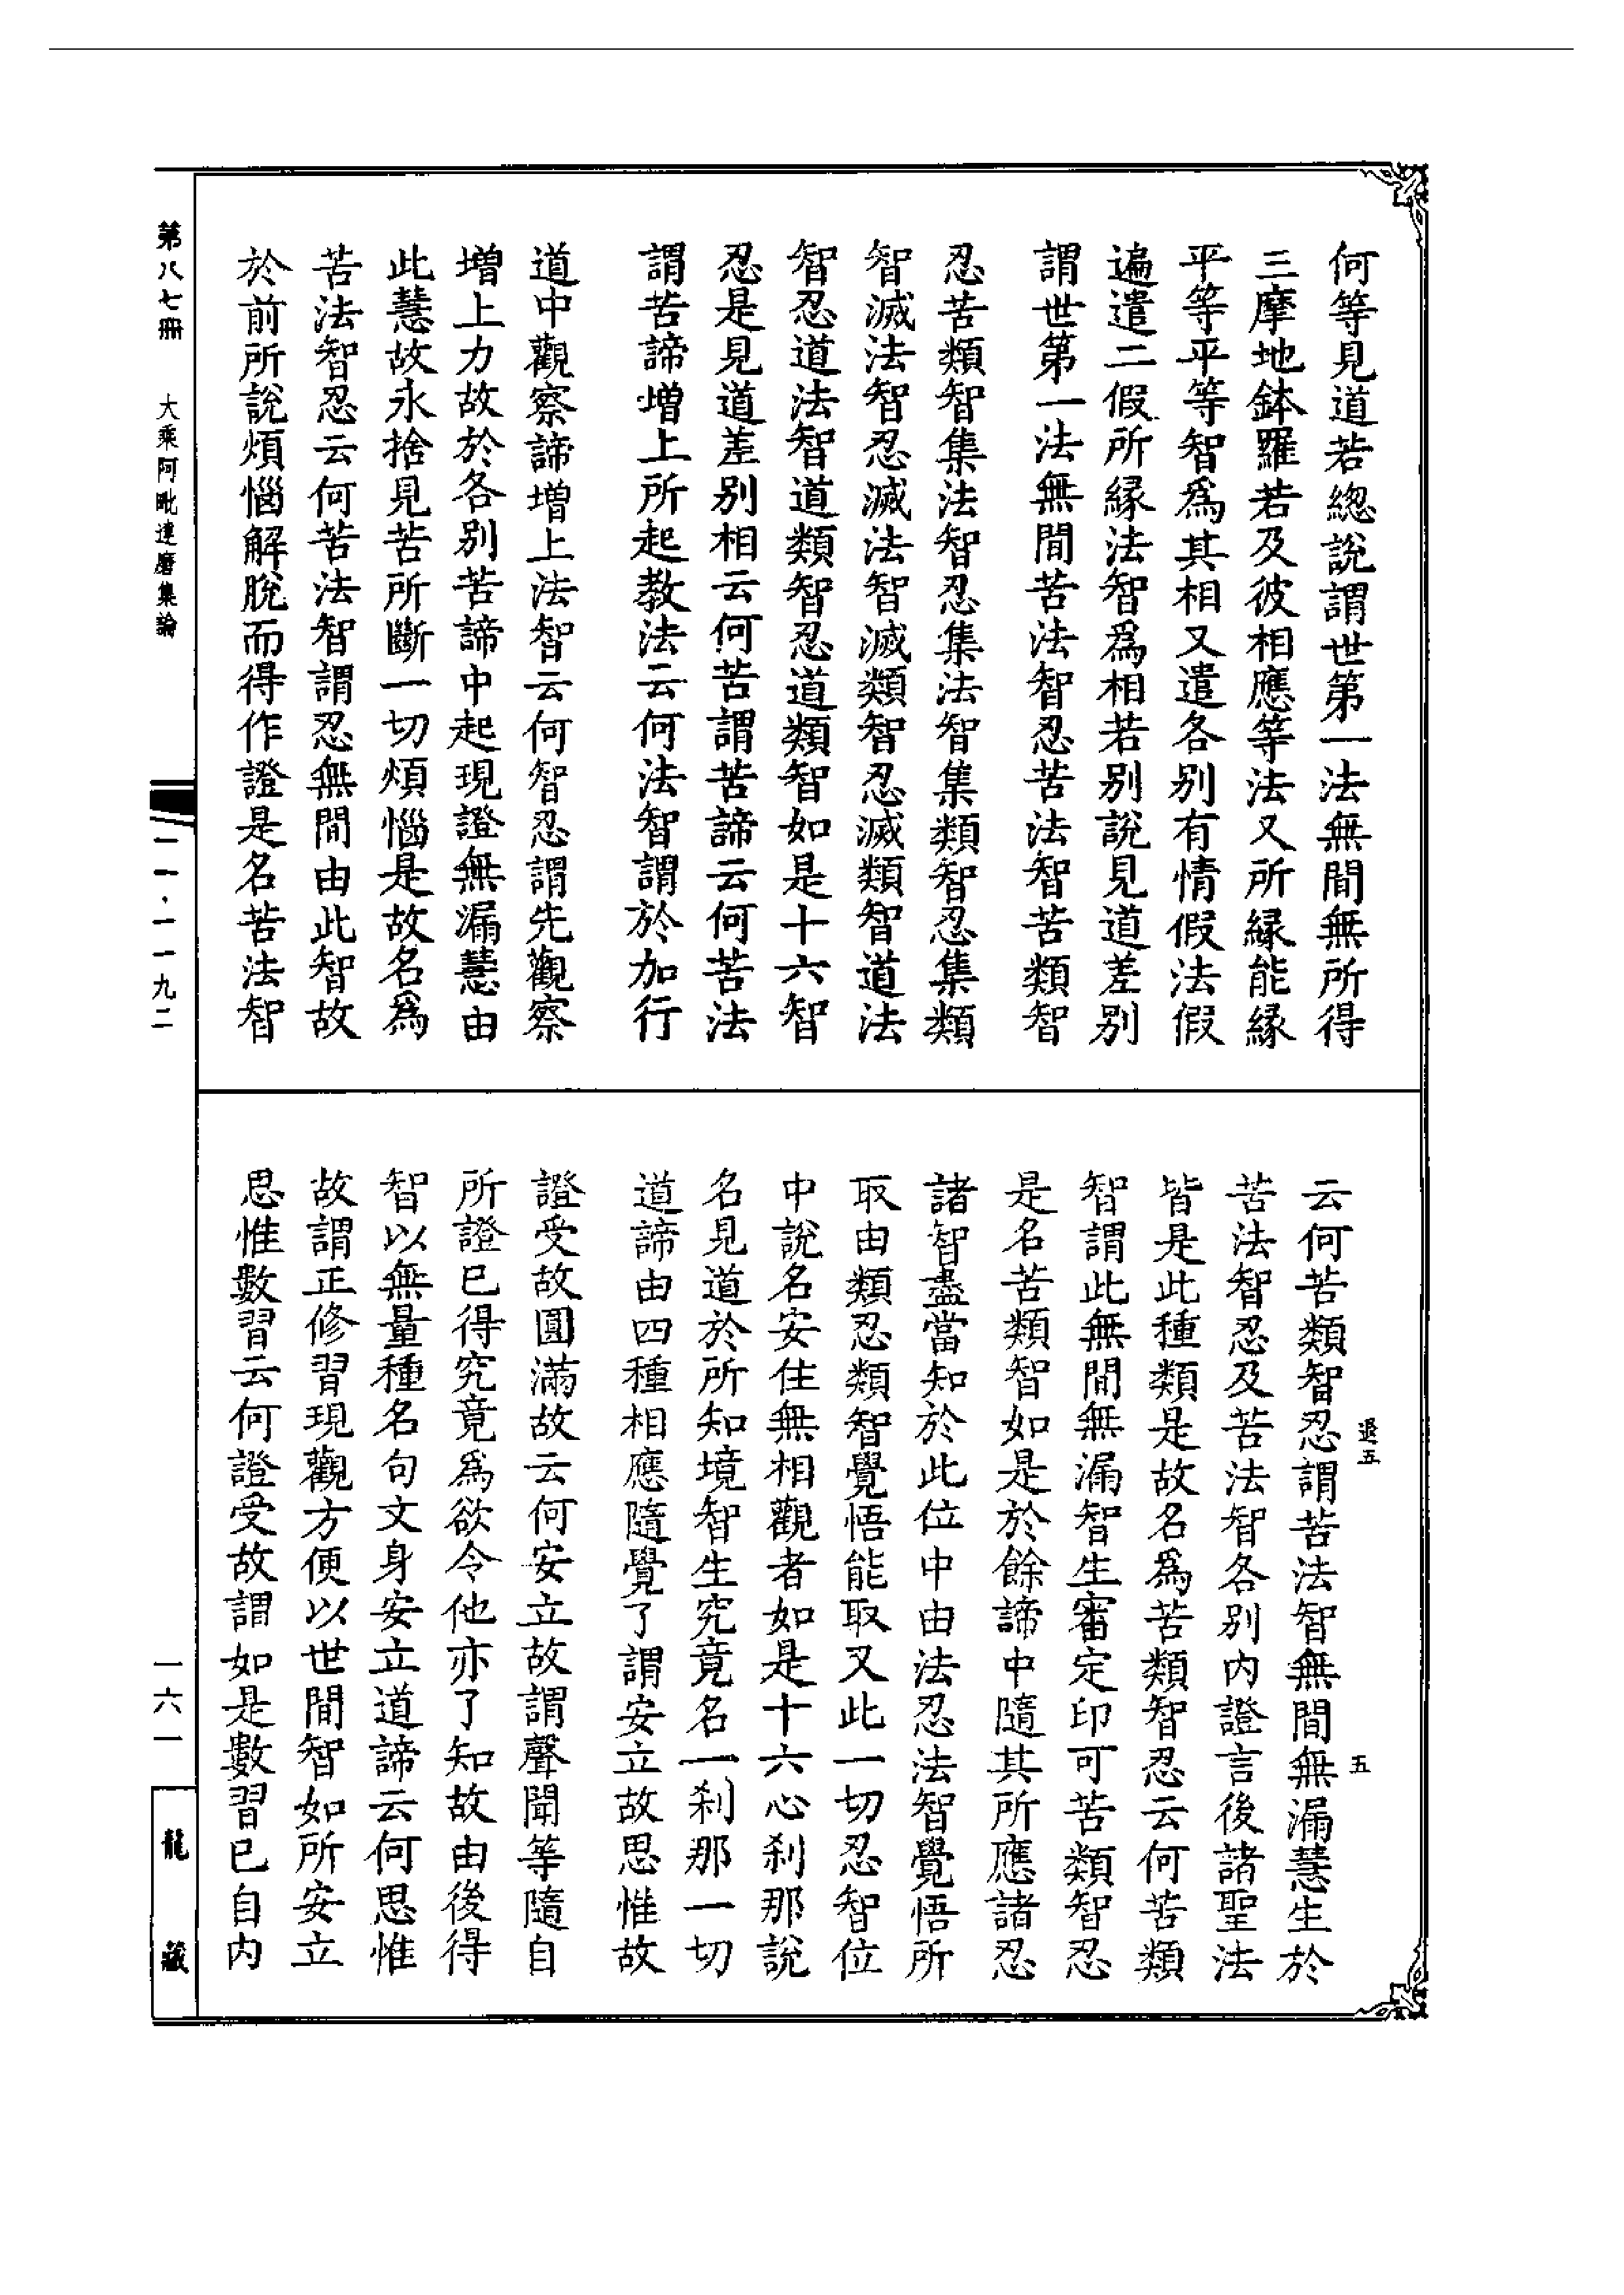 何等見道若總說謂世第一法無間無所得
三摩地鉢羅若及彼相應等法又所緣能緣
平等平等智爲其相又遣各別有情假法假
遍遣二假所緣法智爲相若別說見道差別
謂世第一法無間苦法智忍苦法智苦類智
忍苦類智集法智忍集法智集類智忍集類
智滅法智忍滅法智滅類智忍滅類智道法
智忍道法智道類智忍道類智如是十六智
忍是見道差別相云何苦謂苦諦云何苦法
謂苦諦增上所起教法云何法智謂於加行
道中觀察諦增上法智云何智忍謂先觀察
增上力故於各別苦諦中起現證無漏慧由
此慧故永捨見苦所斷一切煩惱是故名爲
苦法智忍云何苦法智謂忍無間由此智故
於前所說煩惱解脫而得作證是名苦法智
云何苦類智忍謂苦法智無間無漏慧生於
苦法智忍及苦法智各別內證言後諸聖法
皆是此種類是故名爲苦類智忍云何苦類
智謂此無間無漏智生審定印可苦類智忍
是名苦類智如是於餘諦中隨其所應諸忍
諸智盡當知於此位中由法忍法智覺悟所
取由類忍類智覺悟能取又此一切忍智位
中說名安住無相觀者如是十六心剎那說
名見道於所知境智生究竟名一剎那一切
道諦由四種相應隨覺了謂安立故思惟故
證受故圓滿故云何安立故謂聲聞等隨自
所證已得究竟爲欲令他亦了知故由後得
智以無量種名句文身安立道諦云何思惟
故謂正修習現觀方便以世間智如所安立
思惟數習云何證受故謂如是數習已自內
退五
五
第八七冊
大乘阿毗達磨集論
一一·一一九二
一六一
龍藏